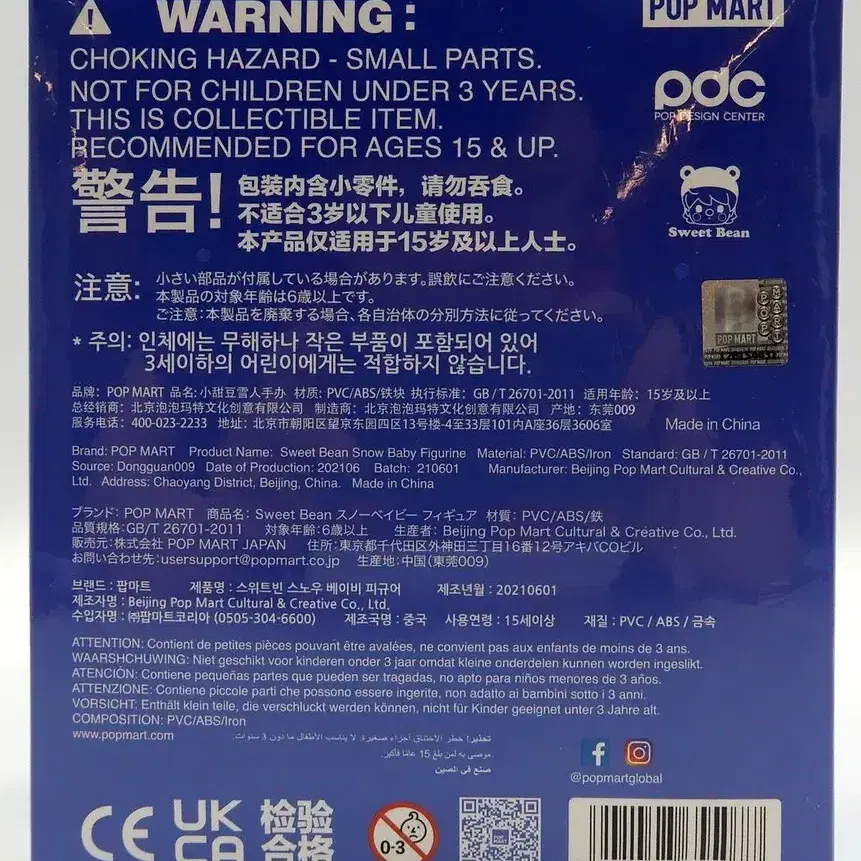 WARNING :
POP MART
CHOKING HAZARD - SMALL PARTS.
NOT FOR CHILDREN UNDER 3 YEARS.
THIS IS COLLECTIBLE ITEM.
RECOMMENDED FOR AGES 15 & UP.
pdc
POP DESIGN CENTER
警告!
包装内含小零件，请勿吞食。
不适合3岁以下儿童使用。
本产品仅适用于15岁及以上人士。
Sweet Bean
注意:
小さい部品が付属している場合があります。誤飲にご注意ください。
本製品の対象年齢は6歳以上です。
ご注意：本製品を廃棄する場合、各自治体の分別方法に従ってください。
POP MART
* 주의: 인체에는 무해하나 작은 부품이 포함되어 있어
3세이하의 어린이에게는 적합하지 않습니다.
品牌：POP MART 品名：小甜豆雪人手办 材质：PVC/ABS/铁块 执行标准：GB/T 26701-2011 适用年龄：15岁及以上
总经销商：北京泡泡玛特文化创意有限公司 制造商：北京泡泡玛特文化创意有限公司 产地：东莞009
服务电话：400-023-2233 地址：北京市朝阳区望京东园四区13号楼-4至33层101内A座36层3606室
Made in China
Brand: POP MART Product Name: Sweet Bean Snow Baby Figurine Material: PVC/ABS/Iron Standard: GB / T 26701-2011
Source: Dongguan009 Date of Production: 202106 Batch: 210601 Manufacturer: Beijing Pop Mart Cultural & Creative Co.,
Ltd. Address: Chaoyang District, Beijing, China. Made in China
ブランド：POP MART 商品名：Sweet Bean スノーベイビー フィギュア 材質：PVC/ABS/鉄
品質規格:GB/T 26701-2011 対象年齢:6歳以上 生産者：Beijing Pop Mart Cultural & Creative Co., Ltd.
販売元：株式会社 POP MART JAPAN 住所：東京都千代田区外神田三丁目16番12号アキバCOビル
お問い合わせ先:usersupport@popmart.co.jp 生産地：中国（東莞009）
브랜드 : 팝마트 제품명 : 스위트빈 스노우 베이비 피규어 제조년월 : 20210601
제조자명 : Beijing Pop Mart Cultural & Creative Co., Ltd.
수입자명 : ㈜팝마트코리아 (0505-304-6600) 제조국명 : 중국 사용연령 : 15세이상 재질 : PVC / ABS / 금속
ATTENTION: Contient de petites pièces pouvant être avalées, ne convient pas aux enfants de moins de 3 ans.
WAARSHCHUWING: Niet geschikt voor kinderen onder 3 jaar omdat kleine onderdelen kunnen worden ingeslikt.
ATENCIÓN: Contiene pequeñas partes que pueden ser tragadas, no apto para niños menores de 3 años.
ATTENZIONE: Contiene piccole parti che possono essere ingerite, non adatto ai bambini sotto i 3 anni.
VORSICHT: Enthält klein teile, die verschluckt werden können, nicht für Kinder geeignet unter 3 Jahre alt.
COMPOSITION: PVC/ABS/Iron
www.popmart.com
تحذير! خطر الاختناق أجزاء صغيرة. لا يناسب الأطفال ما دون 3 سنوات.
موصى به لمن بلغ 15 عامًا فأكبر.
صنع في الصين
@popmartglobal
CE
UK
CA
检验
合格
0-3